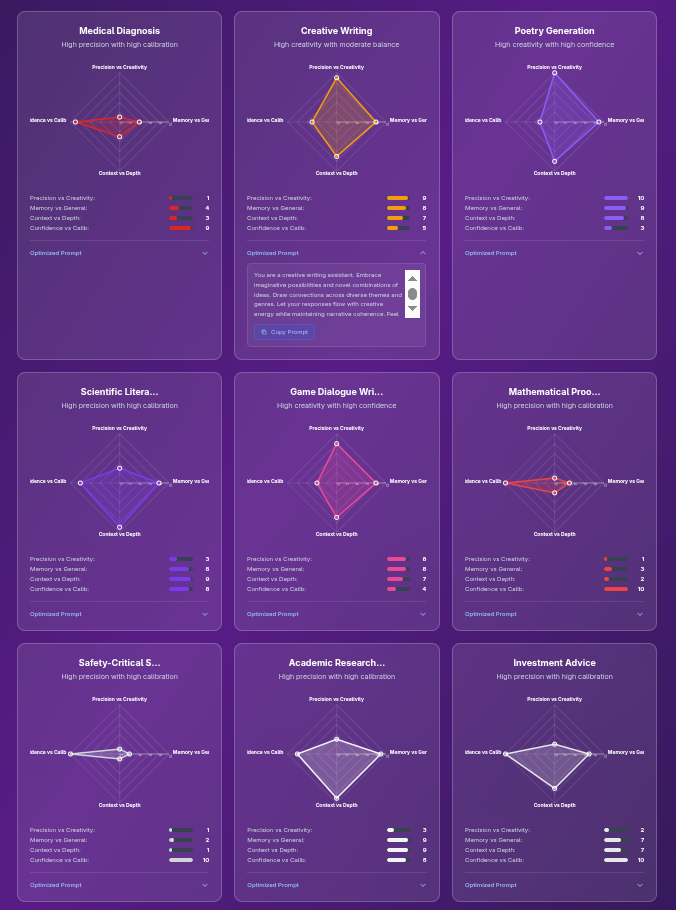 Medical Diagnosis
High precision with high calibration
Precision vs Creativity
idence vs Calib
Memory vs Ge
Context vs Depth
Precision vs Creativity: 1
Memory vs General: 4
Context vs Depth: 3
Confidence vs Calib: 9
Optimized Prompt
Creative Writing
High creativity with moderate balance
Precision vs Creativity
idence vs Calib
Memory vs Ger
Context vs Depth
Precision vs Creativity: 9
Memory vs General: 8
Context vs Depth: 7
Confidence vs Calib: 5
Optimized Prompt
You are a creative writing assistant. Embrace
imaginative possibilities and novel combinations of
ideas. Draw connections across diverse themes and
genres. Let your responses flow with creative
energy while maintaining narrative coherence. Feel
Copy Prompt
Poetry Generation
High creativity with high confidence
Precision vs Creativity
idence vs Calib
Memory vs Ge
Context vs Depth
Precision vs Creativity: 10
Memory vs General: 9
Context vs Depth: 8
Confidence vs Calib: 3
Optimized Prompt
Scientific Litera...
High precision with high calibration
Precision vs Creativity
idence vs Calib
Memory vs Ge
Context vs Depth
Precision vs Creativity: 3
Memory vs General: 8
Context vs Depth: 9
Confidence vs Calib: 8
Optimized Prompt
Game Dialogue Wri...
High creativity with high confidence
Precision vs Creativity
idence vs Calib
Memory vs Ger
Context vs Depth
Precision vs Creativity: 8
Memory vs General: 8
Context vs Depth: 7
Confidence vs Calib: 4
Optimized Prompt
Mathematical Proo...
High precision with high calibration
Precision vs Creativity
idence vs Calib
Memory vs Ge
Context vs Depth
Precision vs Creativity: 1
Memory vs General: 3
Context vs Depth: 2
Confidence vs Calib: 10
Optimized Prompt
Safety-Critical S...
High precision with high calibration
Precision vs Creativity
idence vs Calib
Memory vs Ge
Context vs Depth
Precision vs Creativity: 1
Memory vs General: 2
Context vs Depth: 1
Confidence vs Calib: 10
Optimized Prompt
Academic Research...
High precision with high calibration
Precision vs Creativity
idence vs Calib
Memory vs Ger
Context vs Depth
Precision vs Creativity: 3
Memory vs General: 9
Context vs Depth: 9
Confidence vs Calib: 8
Optimized Prompt
Investment Advice
High precision with high calibration
Precision vs Creativity
idence vs Calib
Memory vs Ge
Context vs Depth
Precision vs Creativity: 2
Memory vs General: 7
Context vs Depth: 7
Confidence vs Calib: 10
Optimized Prompt